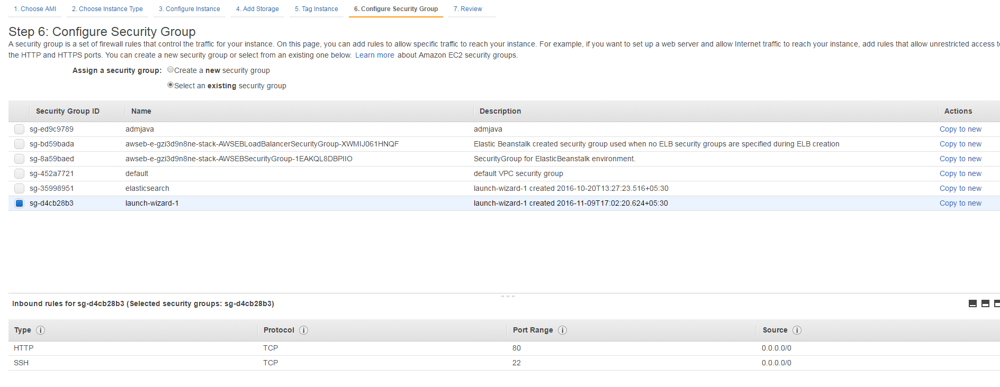 1. Choose AMI 2. Choose Instance Type 3. Configure Instance 4. Add Storage 5. Tag Instance 6. Configure Security Group 7. Review
Step 6: Configure Security Group
A security group is a set of firewall rules that control the traffic for your instance. On this page, you can add rules to allow specific traffic to reach your instance. For example, if you want to set up a web server and allow Internet traffic to reach your instance, add rules that allow unrestricted access
the HTTP and HTTPS ports. You can create a new security group or select from an existing one below. Learn more about Amazon EC2 security groups.
Assign a security group: Create a new security group
Select an existing security group
Security Group ID Name Description Actions
sg-ed9c9789 admjava admjava Copy to new
sg-bd59bada awseb-e-gzi3d9n8ne-stack-AWSEBLoadBalancerSecurityGroup-XWMIJ061HNQF Elastic Beanstalk created security group used when no ELB security groups are specified during ELB creation Copy to new
sg-8a59baed awseb-e-gzi3d9n8ne-stack-AWSEBSecurityGroup-1EAKQL8DBPIIO SecurityGroup for ElasticBeanstalk environment. Copy to new
sg-452a7721 default default VPC security group Copy to new
sg-35998951 elasticsearch launch-wizard-1 created 2016-10-20T13:27:23.516+05:30 Copy to new
sg-d4cb28b3 launch-wizard-1 launch-wizard-1 created 2016-11-09T17:02:20.624+05:30 Copy to new
Inbound rules for sg-d4cb28b3 (Selected security groups: sg-d4cb28b3)
Type Protocol Port Range Source
HTTP TCP 80 0.0.0.0/0
SSH TCP 22 0.0.0.0/0